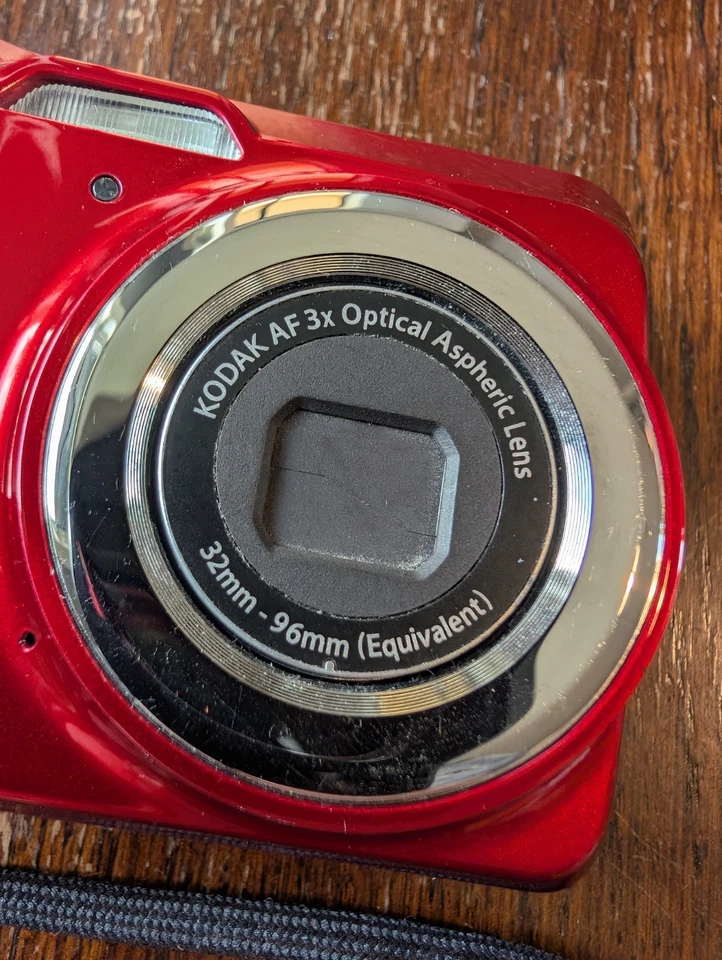 KODAK AF 3x Optical Aspheric Lens
32mm - 96mm (Equivalent)